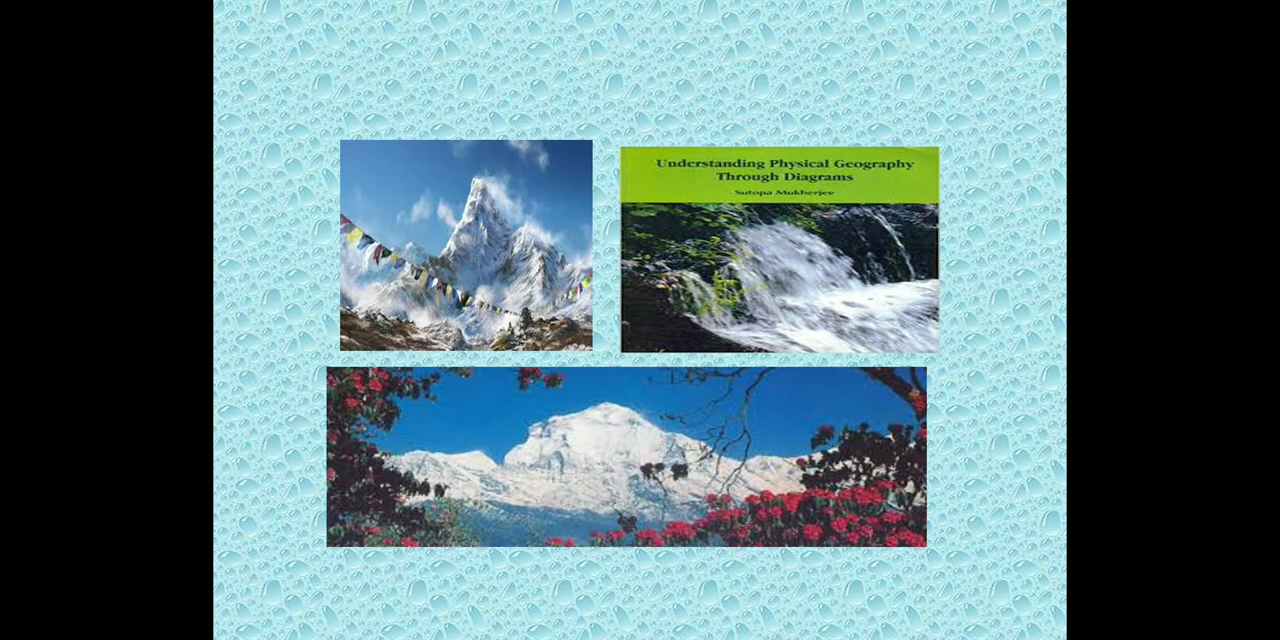 Understanding Physical Geography
Through Diagrams
Sutopa Mukherjee